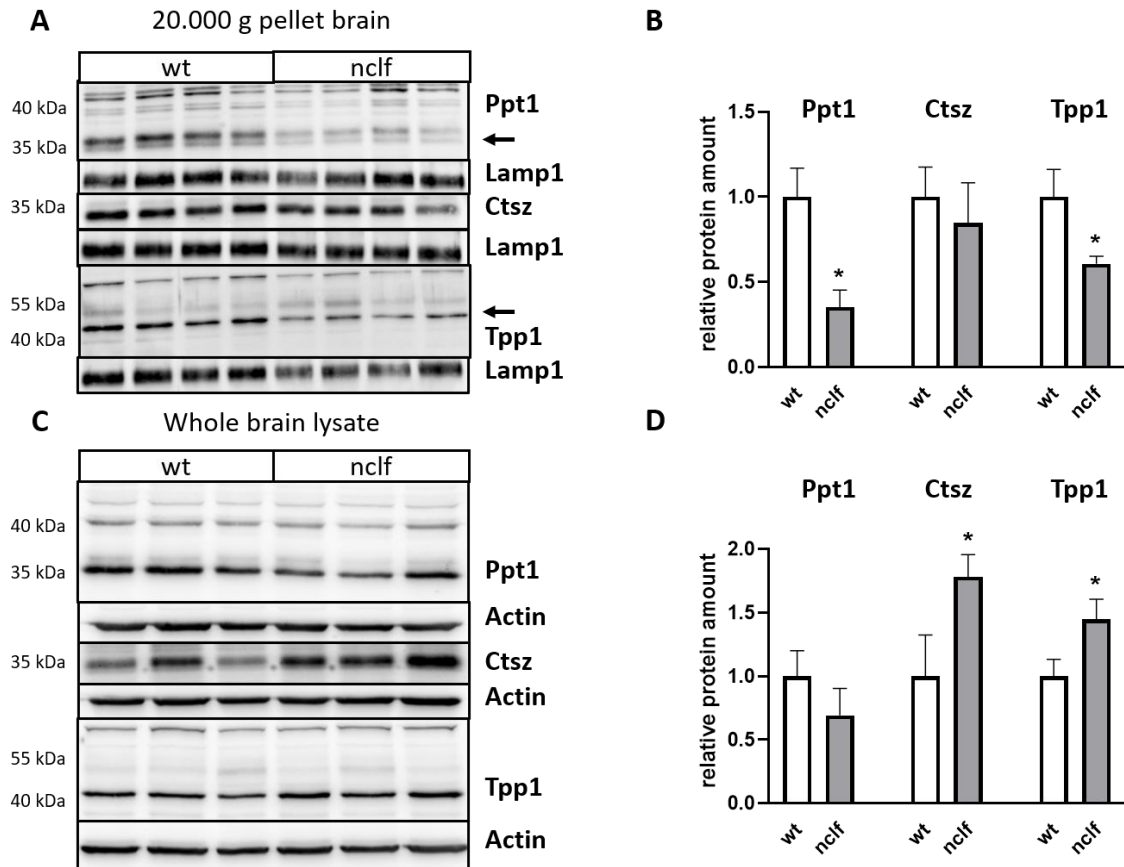 A
20.000 g pellet brain
wt nclf
40 kDa
35 kDa
Ppt1
Lamp1
35 kDa
Ctsz
Lamp1
55 kDa
40 kDa
Tpp1
Lamp1
B
Ppt1 Ctsz Tpp1
relative protein amount
1.5
1.0
0.5
0.0
*
*
wt nclf wt nclf wt nclf
C
Whole brain lysate
wt nclf
40 kDa
35 kDa
Ppt1
Actin
35 kDa
Ctsz
Actin
55 kDa
40 kDa
Tpp1
Actin
D
Ppt1 Ctsz Tpp1
relative protein amount
2.0
1.5
1.0
0.5
0.0
*
*
wt nclf wt nclf wt nclf